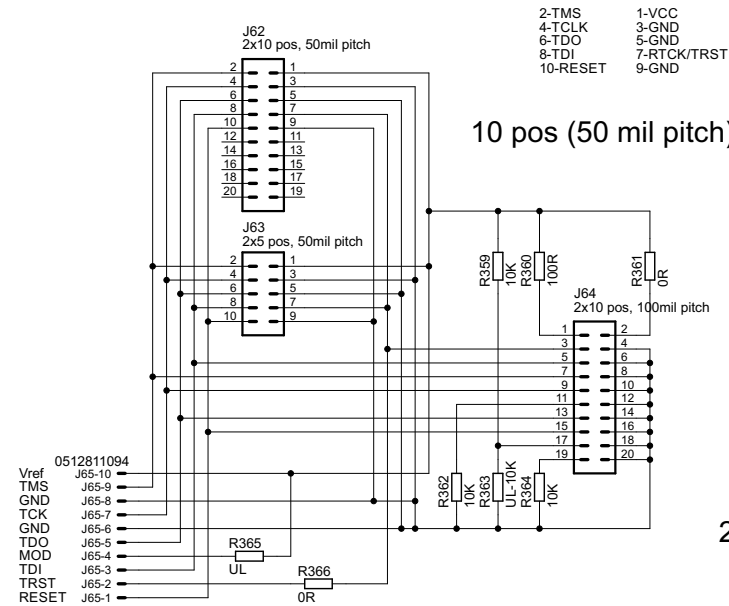 2-TMS 1-VCC
4-TCLK 3-GND
6-TDO 5-GND
8-TDI 7-RTCK/TRST
10-RESET 9-GND
10 pos (50 mil pitch)
J62
2x10 pos, 50mil pitch
2 1
4 3
6 5
8 7
10 9
12 11
14 13
16 15
18 17
20 19
J63
2x5 pos, 50mil pitch
2 1
4 3
6 5
8 7
10 9
R359
10K
R360
100R
R361
0R
J64
2x10 pos, 100mil pitch
1 2
3 4
5 6
7 8
9 10
11 12
13 14
15 16
17 18
19 20
R362
10K
R363
UL-10K
R364
10K
0512811094
Vref J65-10
TMS J65-9
GND J65-8
TCK J65-7
GND J65-6
TDO J65-5
MOD J65-4
TDI J65-3
TRST J65-2
RESET J65-1
R365
UL
R366
0R
2